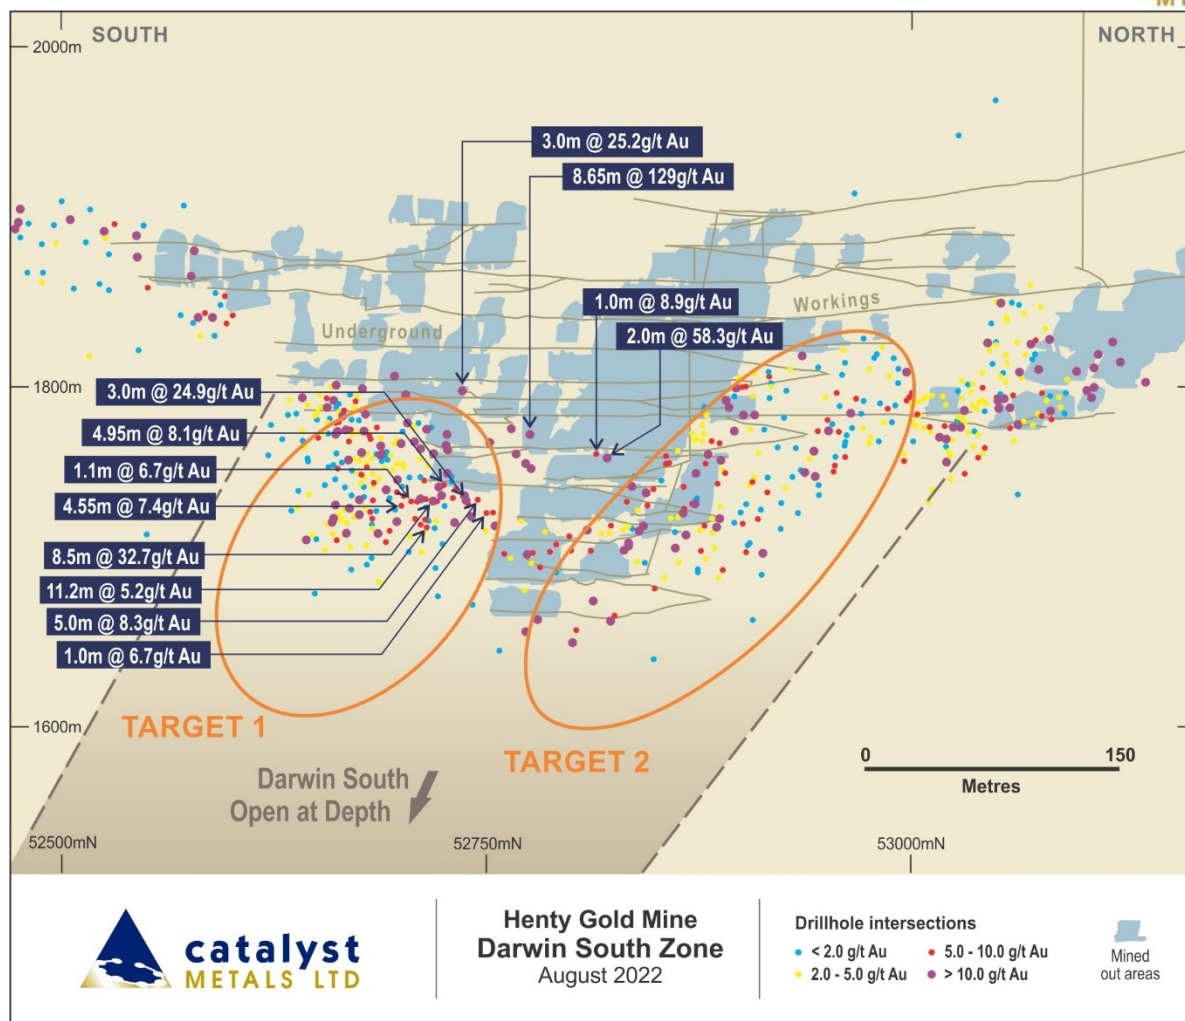 SOUTH
NORTH
2000m
3.0m @ 25.2g/t Au
8.65m @ 129g/t Au
1.0m @ 8.9g/t Au
Workings
Underground
2.0m @ 58.3g/t Au
1800m
3.0m @ 24.9g/t Au
4.95m @ 8.1g/t Au
1.1m @ 6.7g/t Au
4.55m @ 7.4g/t Au
8.5m @ 32.7g/t Au
11.2m @ 5.2g/t Au
5.0m @ 8.3g/t Au
1.0m @ 6.7g/t Au
1600m
TARGET 1
TARGET 2
0 150
Metres
Darwin South
Open at Depth
52500mN
52750mN
53000mN
catalyst
METALS LTD
Henty Gold Mine
Darwin South Zone
August 2022
Drillhole intersections
< 2.0 g/t Au
5.0 - 10.0 g/t Au
2.0 - 5.0 g/t Au
> 10.0 g/t Au
Mined
out areas